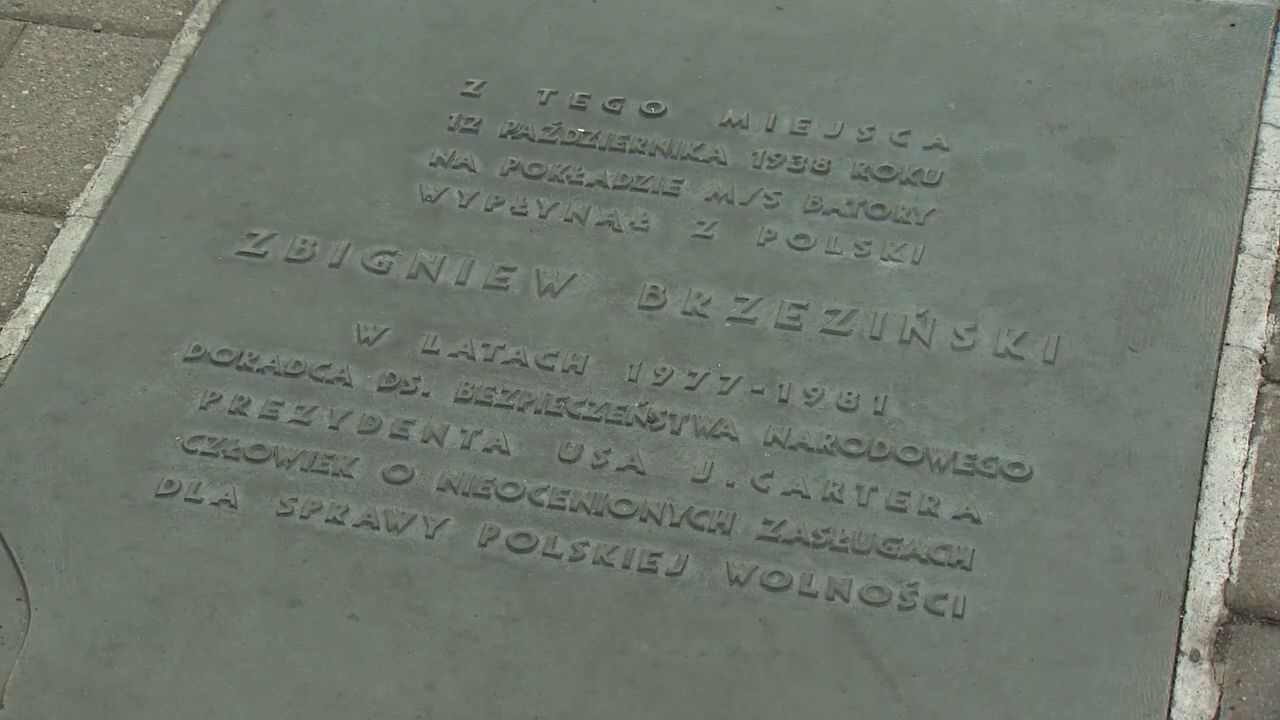 Z TEGO MIEJSCA
12 PAŹDZIERNIKA 1938 ROKU
NA POKŁADZIE M/S BATORY
WYPŁYNĄŁ Z POLSKI
ZBIGNIEW BRZEZIŃSKI
W LATACH 1977-1981
DORADCA DS. BEZPIECZEŃSTWA NARODOWEGO
PREZYDENTA USA J. CARTERA
CZŁOWIEK O NIEOCENIONYCH ZASŁUGACH
DLA SPRAWY POLSKIEJ WOLNOŚCI